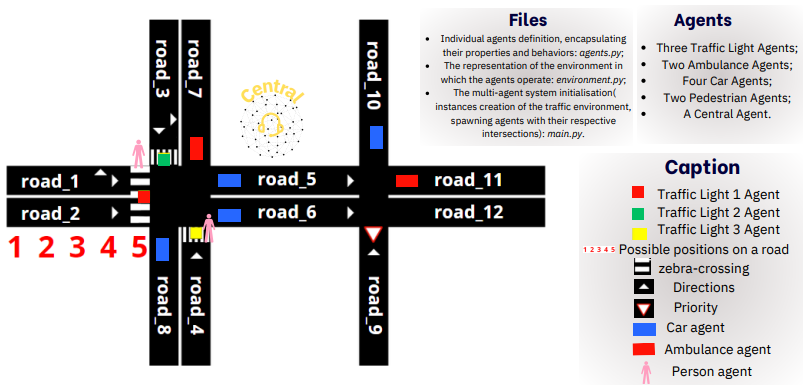 Files
Individual agents definition, encapsulating
their properties and behaviors: agents.py;
The representation of the environment in
which the agents operate: environment.py;
The multi-agent system initialisation(
instances creation of the traffic environment,
spawning agents with their respective
intersections): main.py.
Agents
Three Traffic Light Agents;
Two Ambulance Agents;
Four Car Agents;
Two Pedestrian Agents;
A Central Agent.
road_3
road_7
Central
road_10
road_1
road_5
road_11
road_2
road_6
road_12
1 2 3 4 5
road_8
road_4
road_9
Caption
Traffic Light 1 Agent
Traffic Light 2 Agent
Traffic Light 3 Agent
1 2 3 4 5 Possible positions on a road
zebra-crossing
Directions
Priority
Car agent
Ambulance agent
Person agent